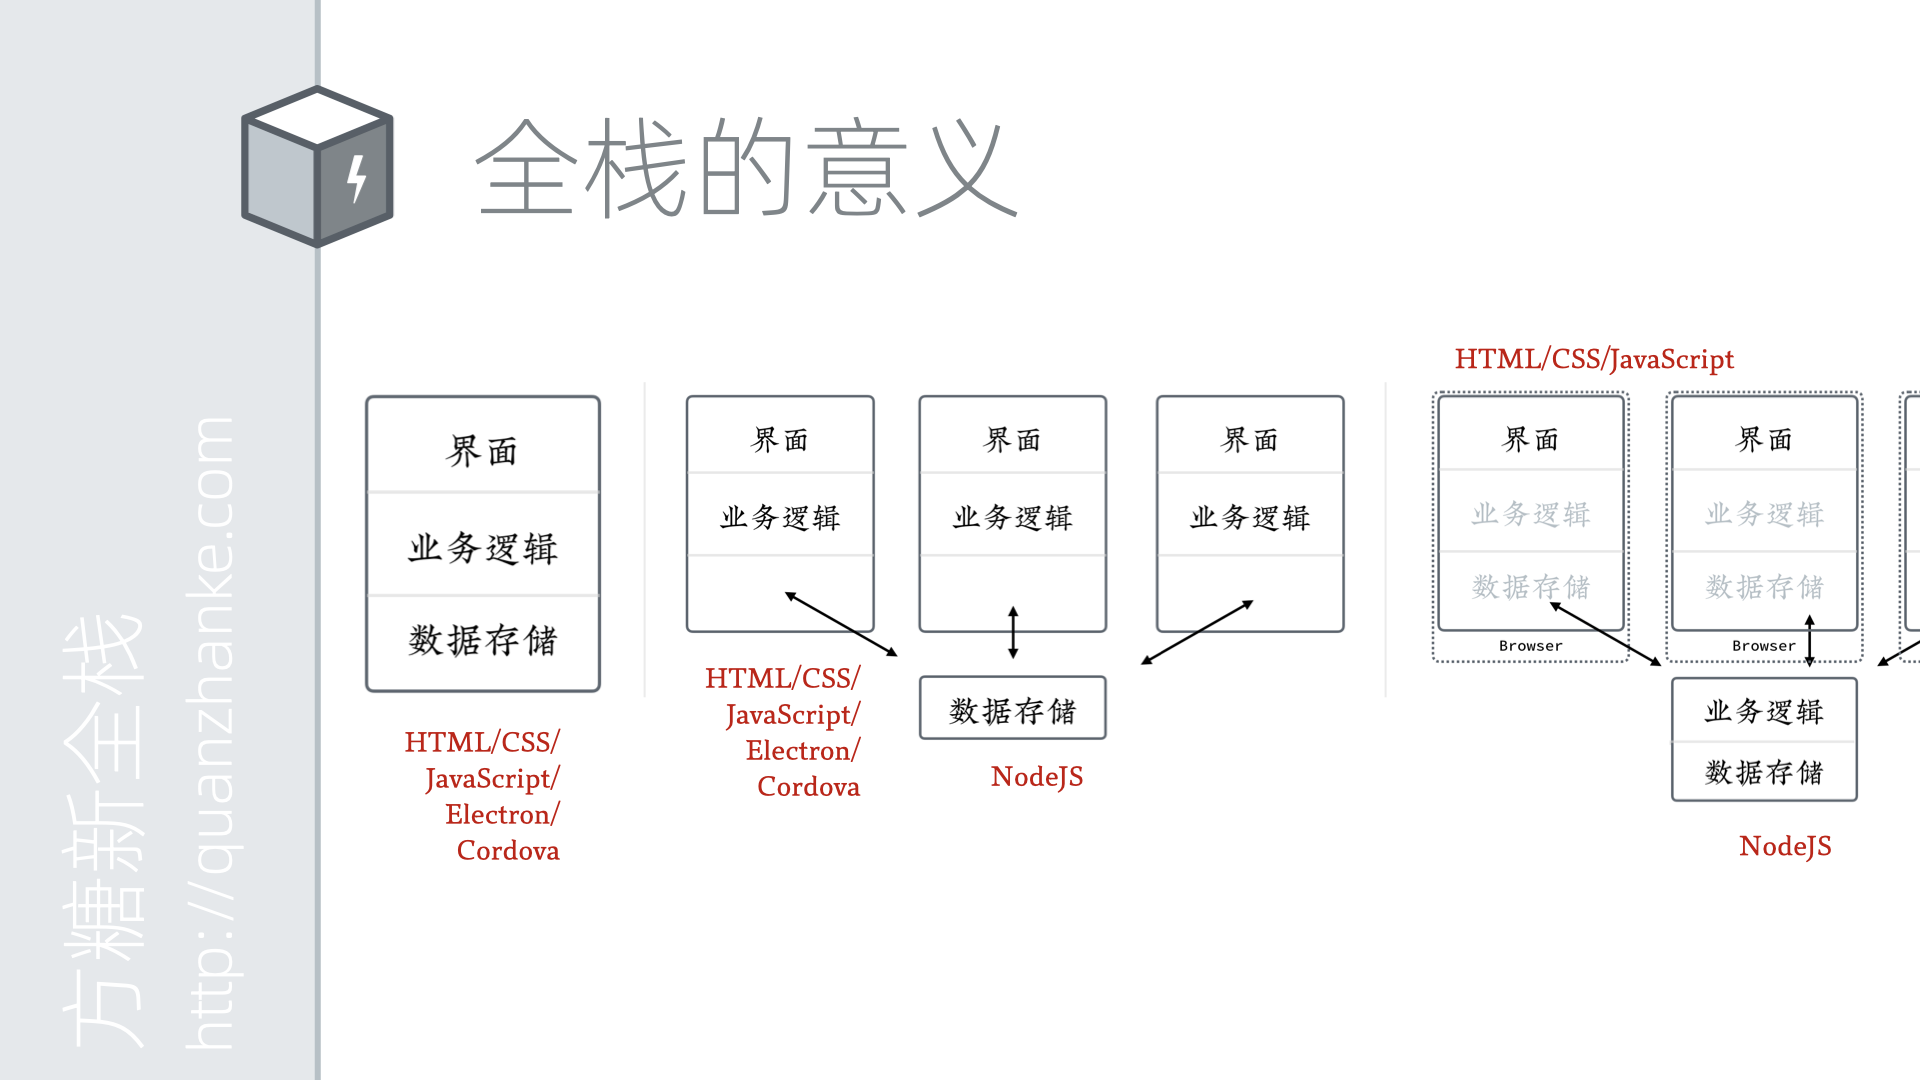 全栈的意义
方糖新全栈
http://quanzhanke.com
界面
业务逻辑
数据存储
HTML/CSS/
JavaScript/
Electron/
Cordova
界面
业务逻辑
界面
业务逻辑
界面
业务逻辑
HTML/CSS/
JavaScript/
Electron/
Cordova
数据存储
NodeJS
HTML/CSS/JavaScript
界面
业务逻辑
数据存储
Browser
界面
业务逻辑
数据存储
Browser
业务逻辑
数据存储
NodeJS